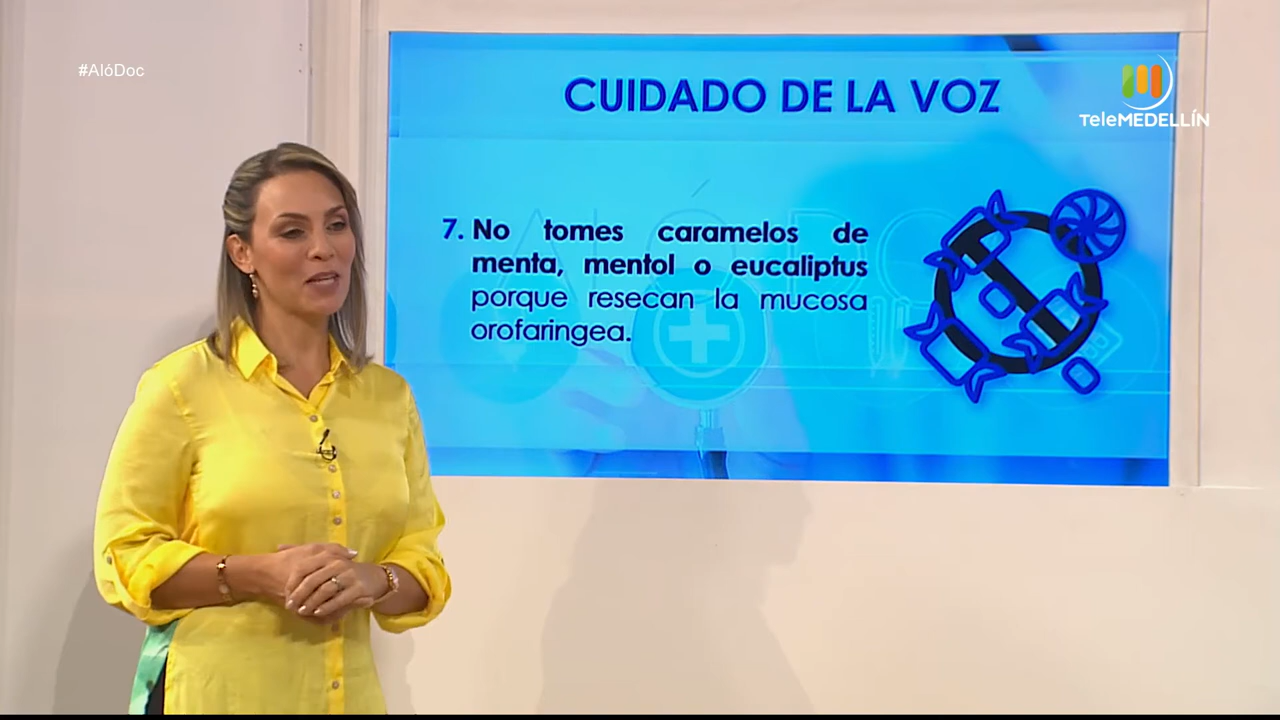 #AlóDoc
CUIDADO DE LA VOZ
TeleMEDELLÍN
7. No tomes caramelos de
menta, mentol o eucaliptus
porque resecan la mucosa
orofaringea.